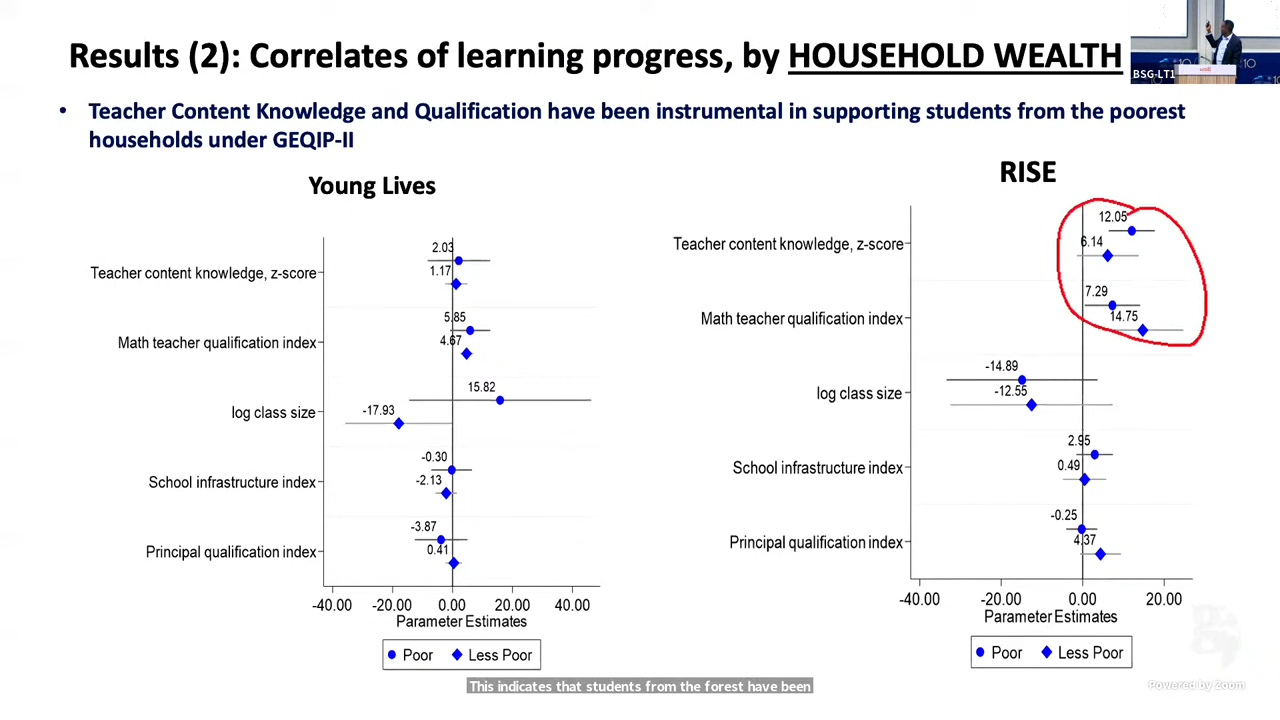 Results (2): Correlates of learning progress, by HOUSEHOLD WEALTH
BSG-LT1
• Teacher Content Knowledge and Qualification have been instrumental in supporting students from the poorest
households under GEQIP-II
Young Lives
Teacher content knowledge, z-score
2.03
1.17
Math teacher qualification index
5.85
4.67
log class size
15.82
-17.93
School infrastructure index
-0.30
-2.13
Principal qualification index
-3.87
0.41
-40.00 -20.00 0.00 20.00 40.00
Parameter Estimates
Poor Less Poor
RISE
Teacher content knowledge, z-score
12.05
6.14
Math teacher qualification index
7.29
14.75
log class size
-14.89
-12.55
School infrastructure index
2.95
0.49
Principal qualification index
-0.25
4.37
-40.00 -20.00 0.00 20.00
Parameter Estimates
Poor Less Poor
This indicates that students from the forest have been
Powered by Zoom